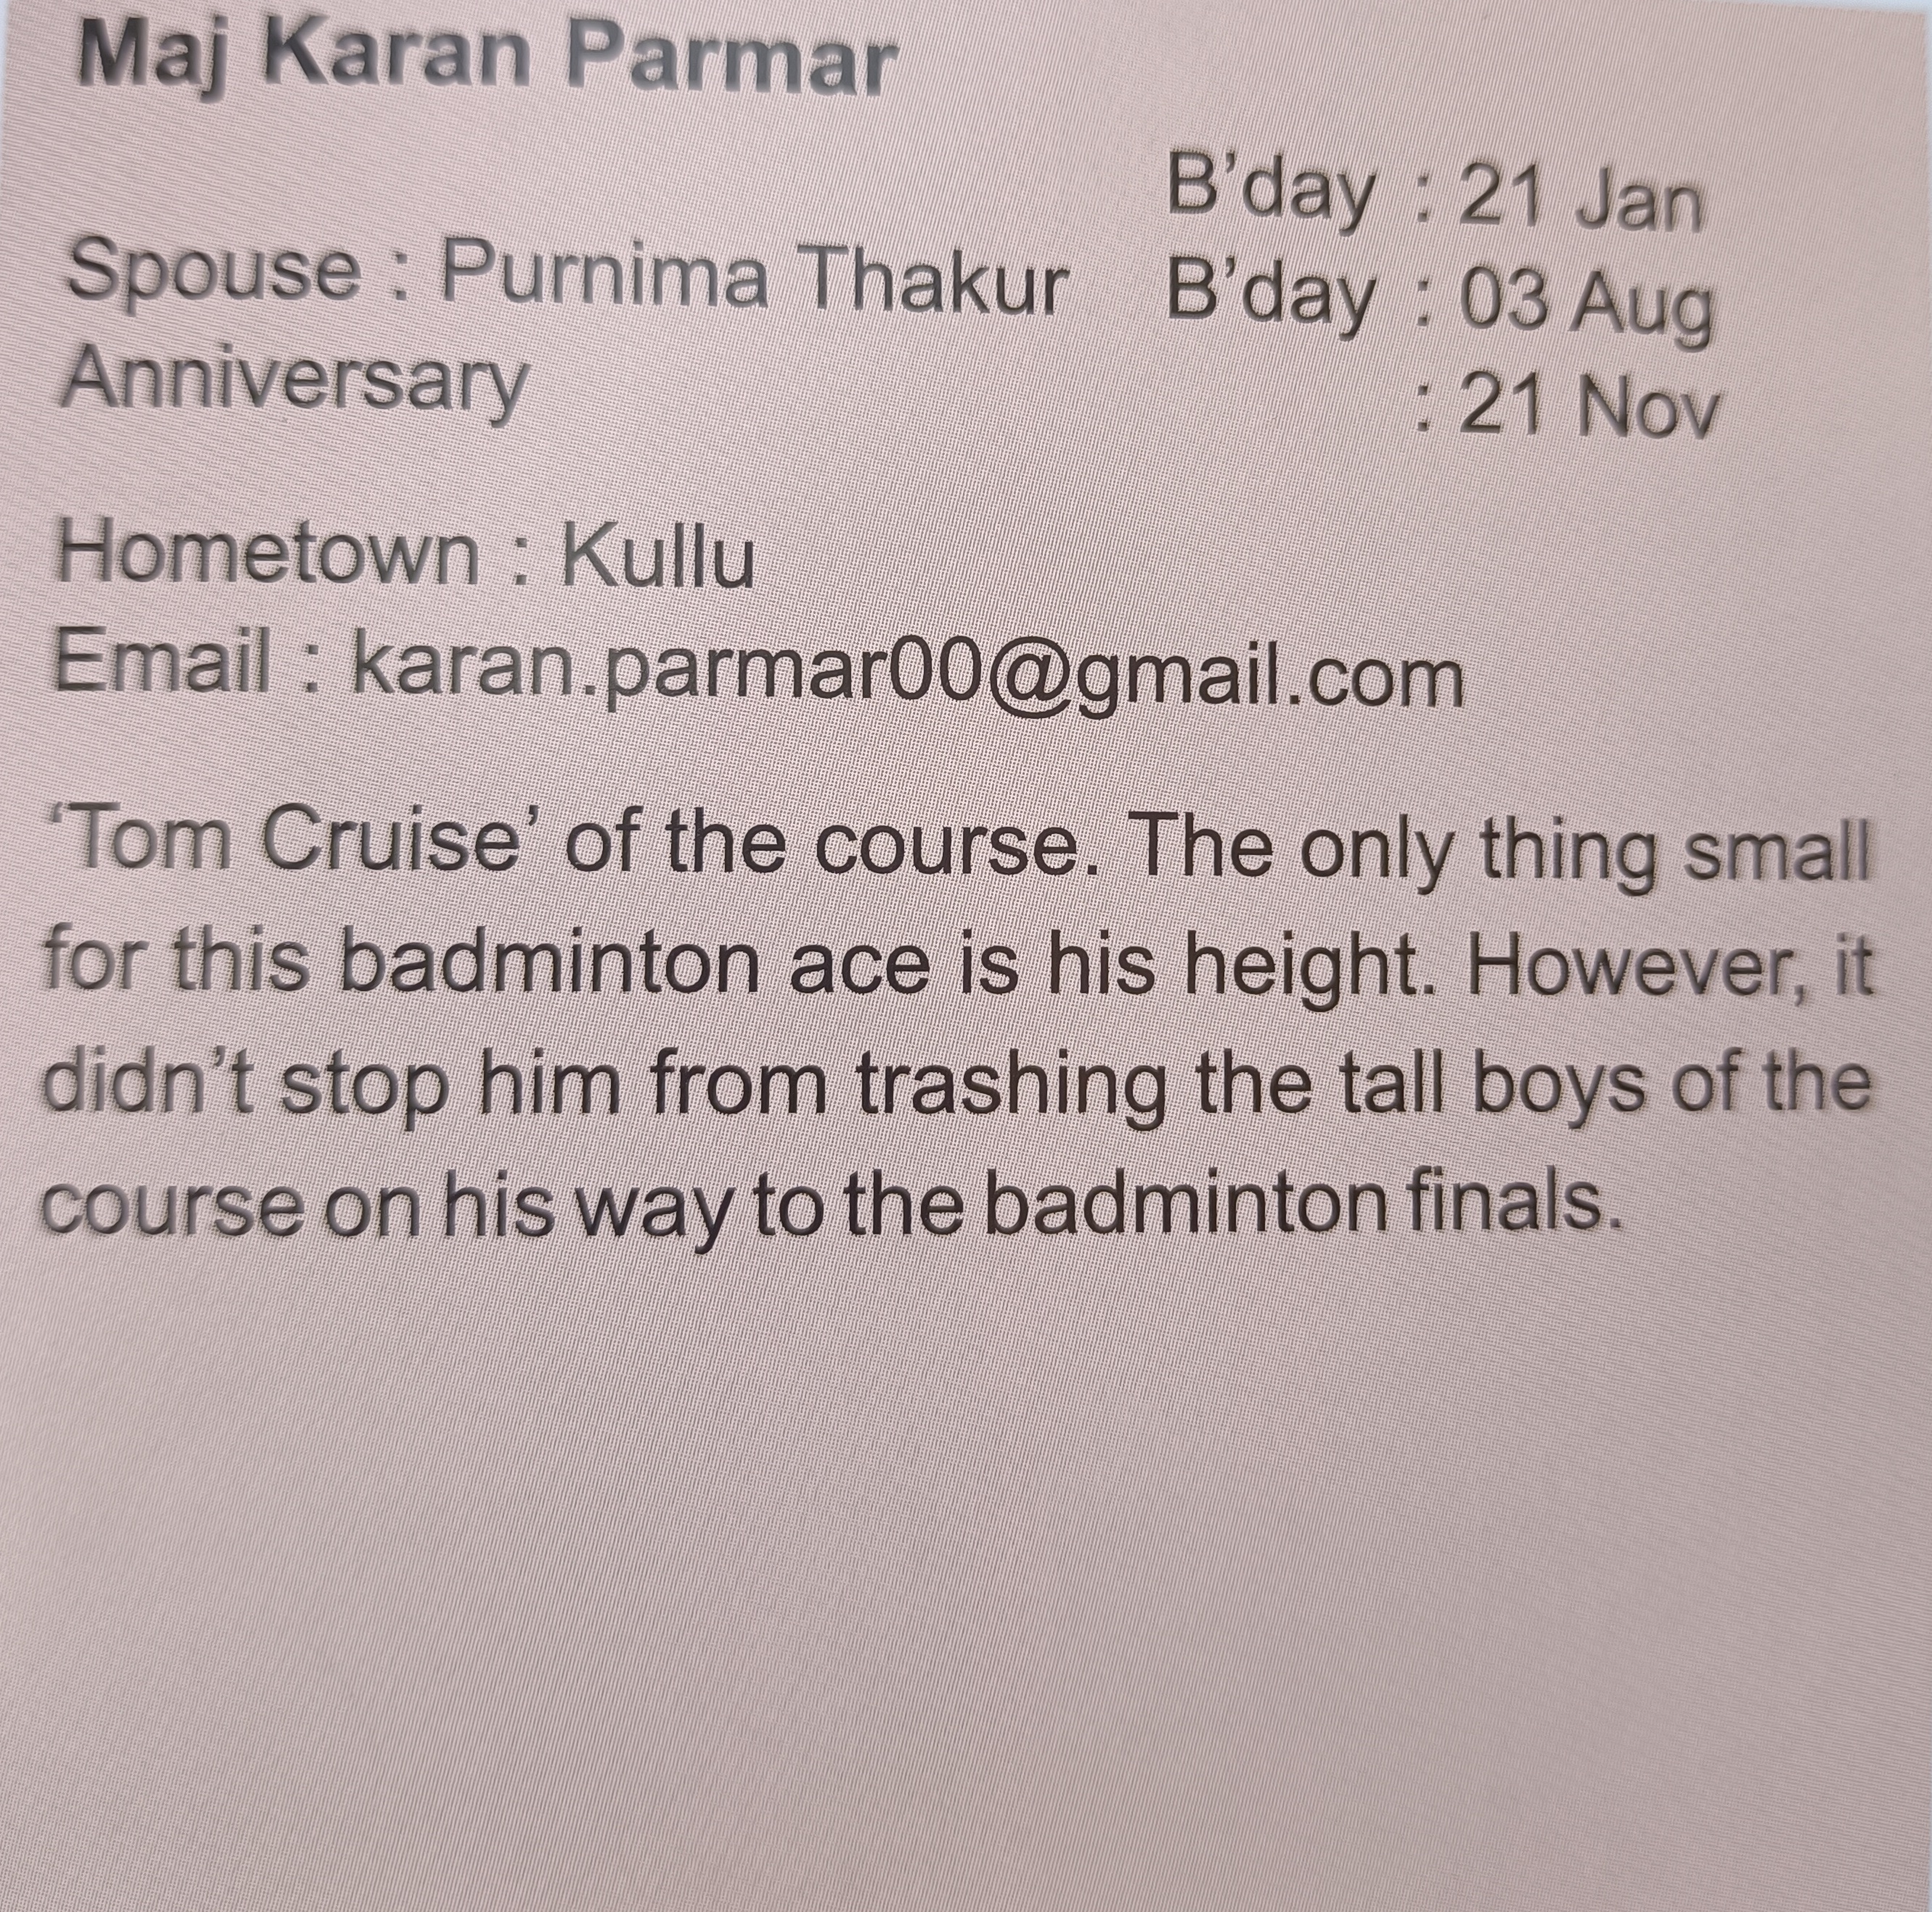 Maj Karan Parmar
B’day : 21 Jan
Spouse : Purnima Thakur B’day : 03 Aug
Anniversary : 21 Nov
Hometown : Kullu
Email : karan.parmar00@gmail.com
‘Tom Cruise’ of the course. The only thing small
for this badminton ace is his height. However, it
didn’t stop him from trashing the tall boys of the
course on his way to the badminton finals.